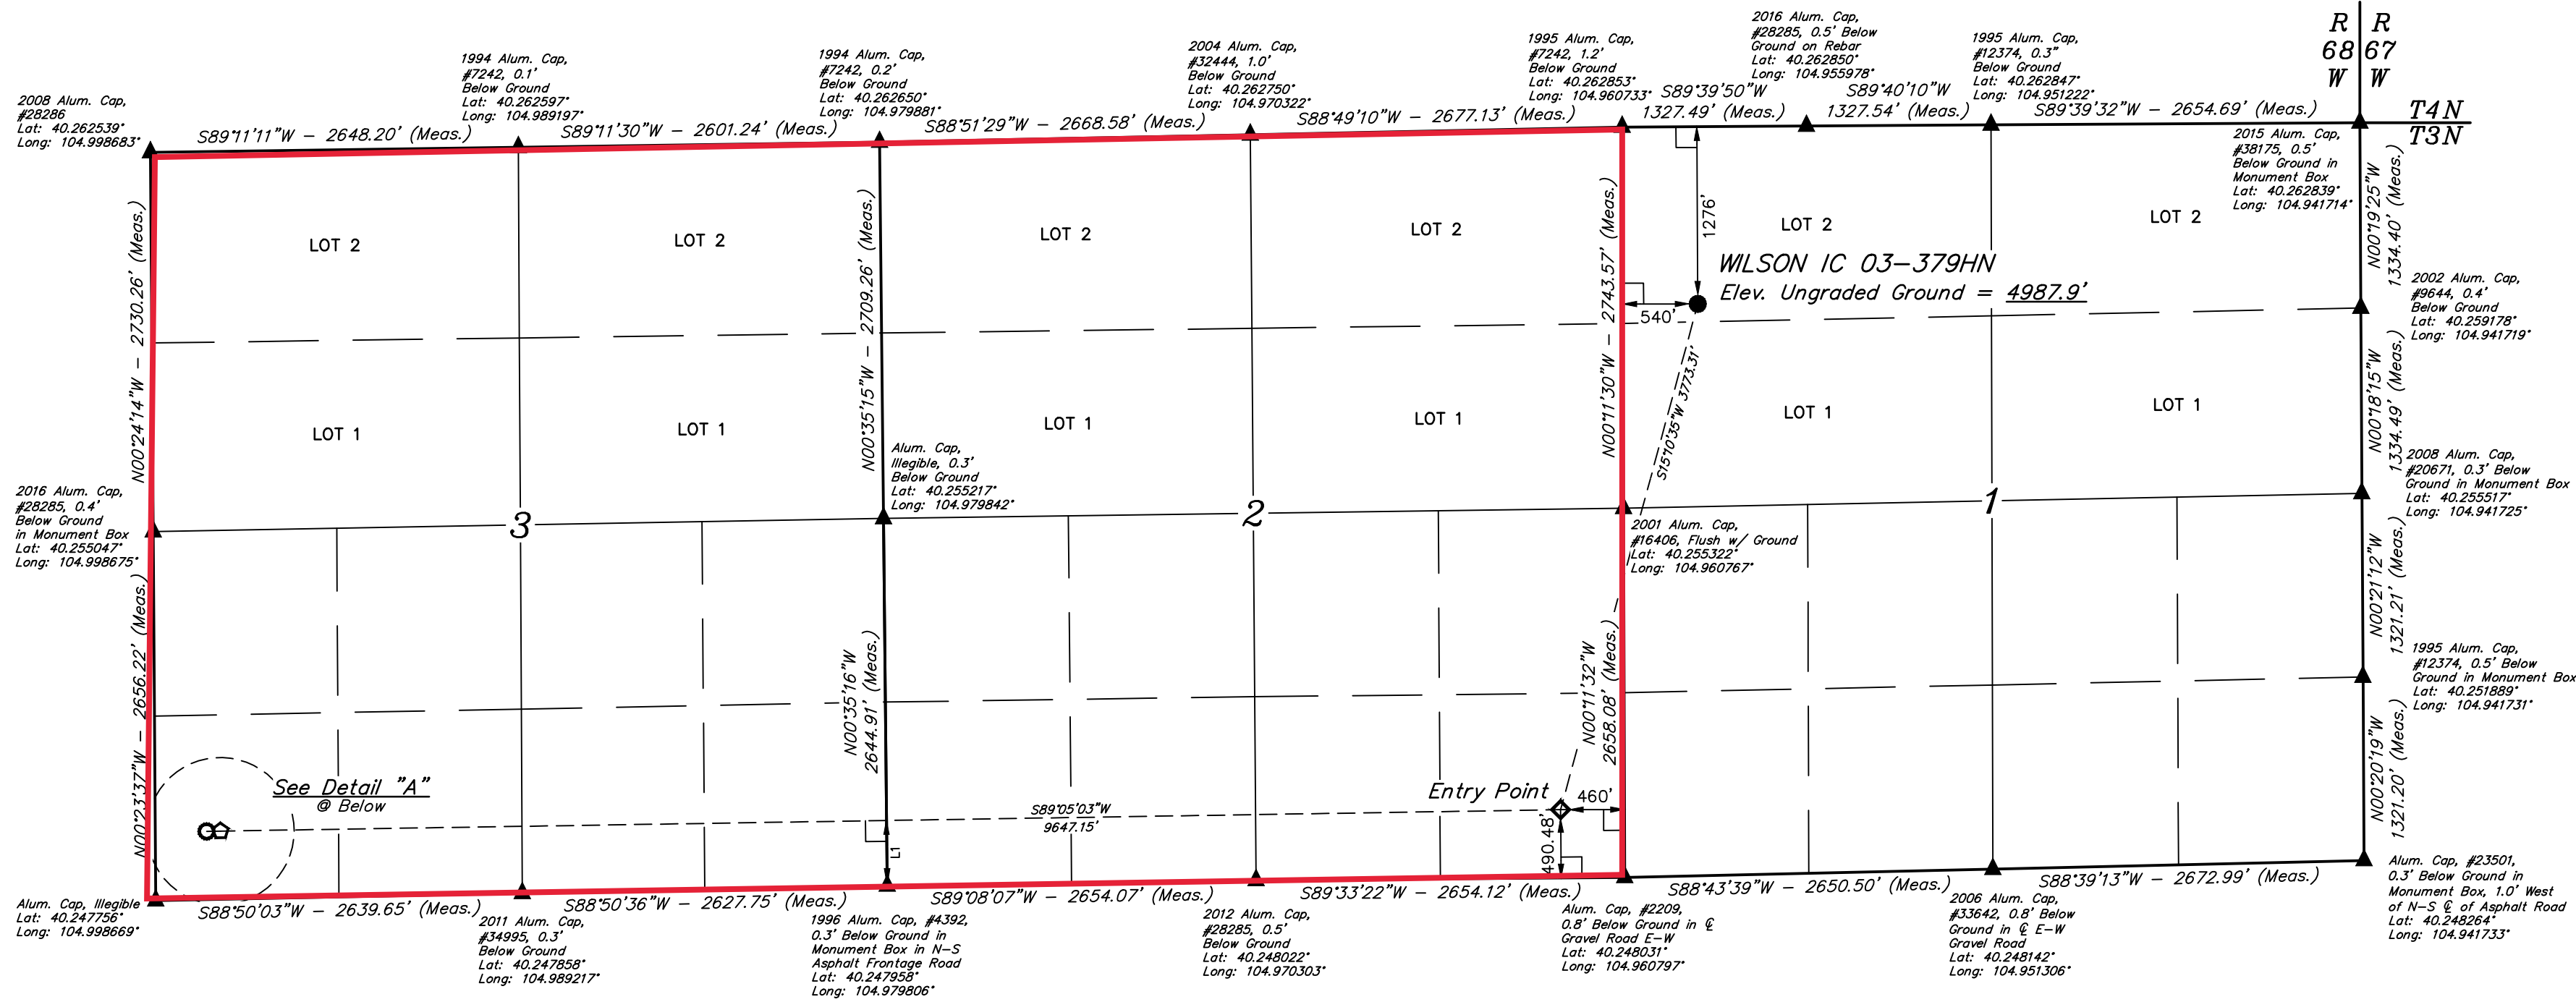 R R
68 67
W W
T4N
T3N
2008 Alum. Cap,
#28286
Lat: 40.262539°
Long: 104.998683°
1994 Alum. Cap,
#7242, 0.1'
Below Ground
Lat: 40.262597°
Long: 104.989197°
1994 Alum. Cap,
#7242, 0.2'
Below Ground
Lat: 40.262650°
Long: 104.979881°
2004 Alum. Cap,
#32444, 1.0'
Below Ground
Lat: 40.262750°
Long: 104.970322°
1995 Alum. Cap,
#7242, 1.2'
Below Ground
Lat: 40.262853°
Long: 104.960733°
2016 Alum. Cap,
#28285, 0.5' Below
Ground on Rebar
Lat: 40.262850°
Long: 104.955978°
1995 Alum. Cap,
#12374, 0.3"
Below Ground
Lat: 40.262847°
Long: 104.951222°
2015 Alum. Cap,
#38175, 0.5'
Below Ground in
Monument Box
Lat: 40.262839°
Long: 104.941714°
S89°11'11"W - 2648.20' (Meas.)
S89°11'30"W - 2601.24' (Meas.)
S88°51'29"W - 2668.58' (Meas.)
S88°49'10"W - 2677.13' (Meas.)
S89°39'50"W
1327.49' (Meas.)
S89°40'10"W
1327.54' (Meas.)
S89°39'32"W - 2654.69' (Meas.)
N00°24'14"W - 2730.26' (Meas.)
N00°35'15"W - 2709.26' (Meas.)
N00°11'30"W - 2743.57' (Meas.)
N00°19'25"W
1334.40' (Meas.)
LOT 2
LOT 2
LOT 2
LOT 2
LOT 2
LOT 2
1276'
WILSON IC 03-379HN
Elev. Ungraded Ground = 4987.9'
540'
S15°10'35"W 3773.31'
2002 Alum. Cap,
#9644, 0.4'
Below Ground
Lat: 40.259178°
Long: 104.941719°
N00°18'15"W
1334.49' (Meas.)
LOT 1
LOT 1
LOT 1
LOT 1
LOT 1
LOT 1
2016 Alum. Cap,
#28285, 0.4'
Below Ground
in Monument Box
Lat: 40.255047°
Long: 104.998675°
Alum. Cap,
Illegible, 0.3'
Below Ground
Lat: 40.255217°
Long: 104.979842°
2008 Alum. Cap,
#20671, 0.3' Below
Ground in Monument Box
Lat: 40.255517°
Long: 104.941725°
3
2
1
2001 Alum. Cap,
#16406, Flush w/ Ground
Lat: 40.255322°
Long: 104.960767°
N00°23'37"W - 2656.22' (Meas.)
N00°35'16"W
2644.91' (Meas.)
N00°11'32"W
2658.08' (Meas.)
N00°21'12"W
1321.21' (Meas.)
1995 Alum. Cap,
#12374, 0.5' Below
Ground in Monument Box
Lat: 40.251889°
Long: 104.941731°
N00°20'19"W
1321.20' (Meas.)
See Detail "A"
@ Below
S89°05'03"W
9647.15'
L1
Entry Point
460'
490.48'
S88°50'03"W - 2639.65' (Meas.)
S88°50'36"W - 2627.75' (Meas.)
S89°08'07"W - 2654.07' (Meas.)
S89°33'22"W - 2654.12' (Meas.)
S88°43'39"W - 2650.50' (Meas.)
S88°39'13"W - 2672.99' (Meas.)
Alum. Cap, Illegible
Lat: 40.247756°
Long: 104.998669°
2011 Alum. Cap,
#34995, 0.3'
Below Ground
Lat: 40.247858°
Long: 104.989217°
1996 Alum. Cap, #4392,
0.3' Below Ground in
Monument Box in N-S
Asphalt Frontage Road
Lat: 40.247958°
Long: 104.979806°
2012 Alum. Cap,
#28285, 0.5'
Below Ground
Lat: 40.248022°
Long: 104.970303°
Alum. Cap, #2209,
0.8' Below Ground in ℄
Gravel Road E-W
Lat: 40.248031°
Long: 104.960797°
2006 Alum. Cap,
#33642, 0.8' Below
Ground in ℄ E-W
Gravel Road
Lat: 40.248142°
Long: 104.951306°
Alum. Cap, #23501,
0.3' Below Ground in
Monument Box, 1.0' West
of N-S ℄ of Asphalt Road
Lat: 40.248264°
Long: 104.941733°